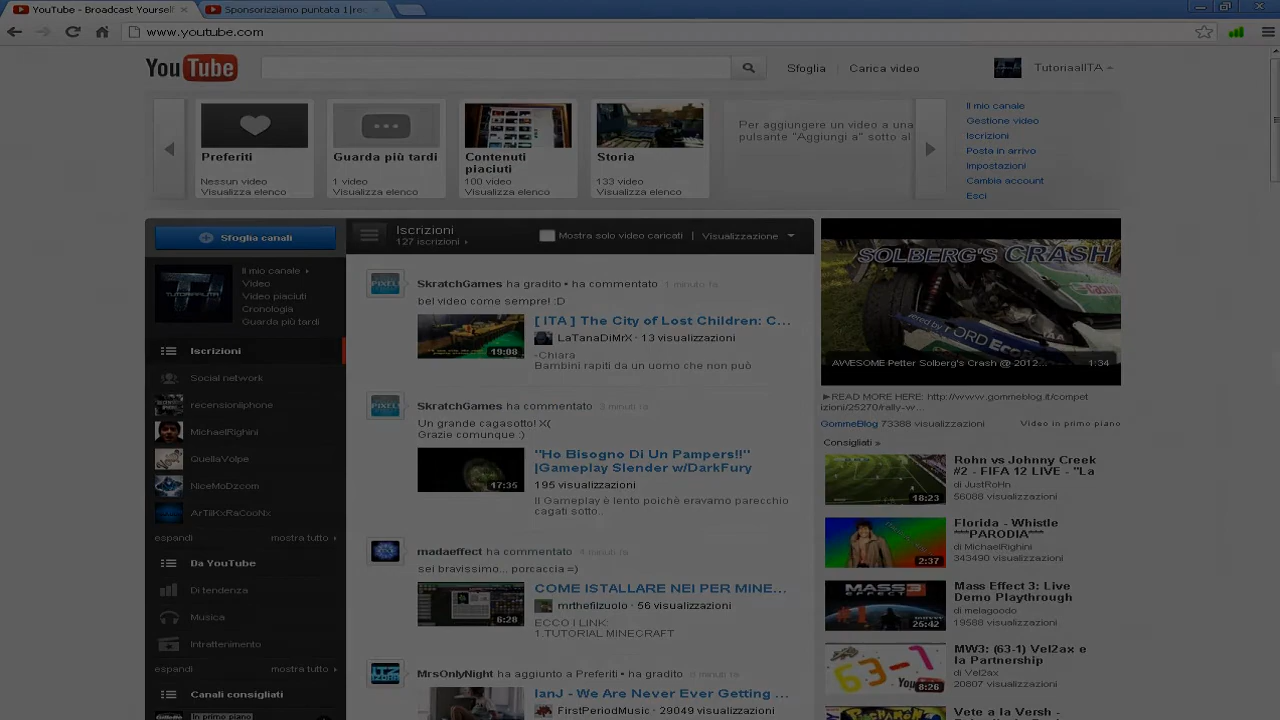 YouTube - Broadcast Yourself
Sponsorizziamo puntata 1|rec
www.youtube.com
YouTube
Sfoglia
Carica video
TutoriaIITA
Preferiti
Nessun video
Visualizza elenco
Guarda più tardi
1 video
Visualizza elenco
Contenuti
piaciuti
100 video
Visualizza elenco
Storia
133 video
Visualizza elenco
Per aggiungere un video a una
pulsante "Aggiungi a" sotto al
Il mio canale
Gestione video
Iscrizioni
Posta in arrivo
Impostazioni
Cambia account
Esci
Sfoglia canali
Il mio canale
Video
Video piaciuti
Cronologia
Guarda più tardi
Iscrizioni
Social network
recensioniiphone
MichaelRighini
QuellaVolpe
NiceMoDzcom
ArTiIKxRaCooNx
espandi
mostra tutto
Da YouTube
Di tendenza
Musica
Intrattenimento
espandi
mostra tutto
Canali consigliati
In primo piano
Iscrizioni
127 iscrizioni
Mostra solo video caricati
|
Visualizzazione
PIXEL
SkratchGames ha gradito • ha commentato 1 minuto fa
bel video come sempre! :D
19:08
[ ITA ] The City of Lost Children: C...
LaTanaDiMrX · 13 visualizzazioni
-Chiara
Bambini rapiti da un uomo che non può
PIXEL
SkratchGames ha commentato 3 minuti fa
Un grande cagasotto! X(
Grazie comunque :)
17:35
"Ho Bisogno Di Un Pampers!!"
|Gameplay Slender w/DarkFury
195 visualizzazioni
Il Gameplay è lento poichè eravamo parecchio
cagati sotto..
madaeffect ha commentato
sei bravissimo... porcaccia =)
6:28
COME ISTALLARE NEI PER MINE...
mrthefilzuolo · 56 visualizzazioni
ECCO I LINK:
1.TUTORIAL MINECRAFT
MrsOnlyNight ha aggiunto a Preferiti • ha gradito
IanJ - We Are Never Ever Getting ...
FirstPeriodMusic · 29049 visualizzazioni
SOLBERG'S CRASH
AWESOME Petter Solberg's Crash @ 2012...
1:34
►READ MORE HERE: http://www.gommeblog.it/compet
izioni/25270/rally-w...
GommeBlog 73388 visualizzazioni
Video in primo piano
Consigliati »
18:23
Rohn vs Johnny Creek
#2 - FIFA 12 LIVE - "La
di JustRoHn
56088 visualizzazioni
2:37
Florida - Whistle
***PARODIA***
di MichaelRighini
343490 visualizzazioni
MASS 3
#1
25:42
Mass Effect 3: Live
Demo Playthrough
di melagoodo
19588 visualizzazioni
63-1
8:26
MW3: (63-1) Vel2ax e
la Partnership
di Vel2ax
20807 visualizzazioni
Vete a la Versh -